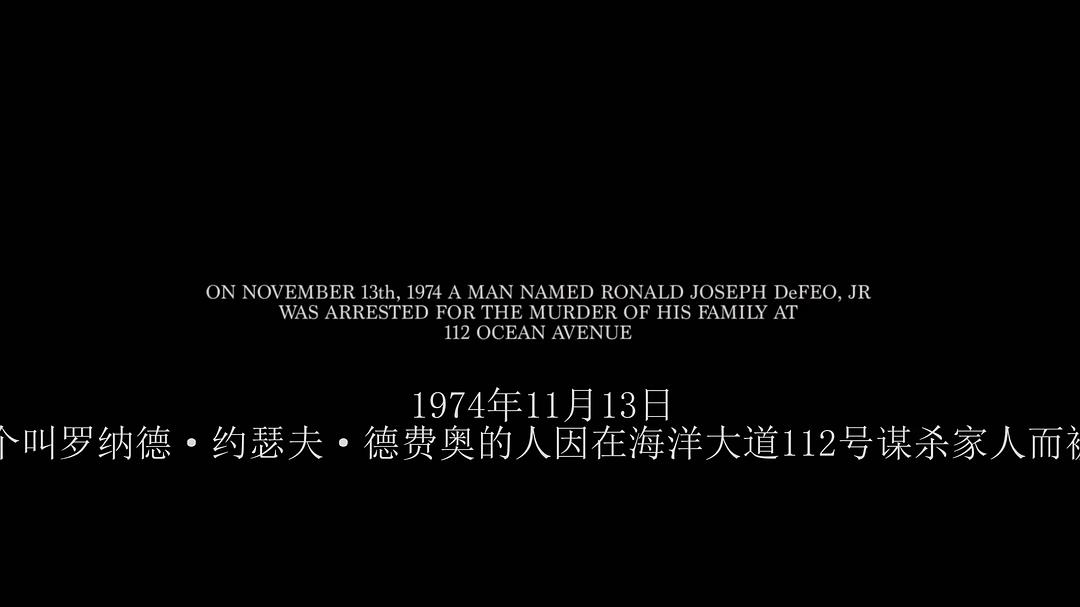 ON NOVEMBER 13th, 1974 A MAN NAMED RONALD JOSEPH DeFEO, JR
WAS ARRESTED FOR THE MURDER OF HIS FAMILY AT
112 OCEAN AVENUE
1974年11月13日
个叫罗纳德·约瑟夫·德费奥的人因在海洋大道112号谋杀家人而